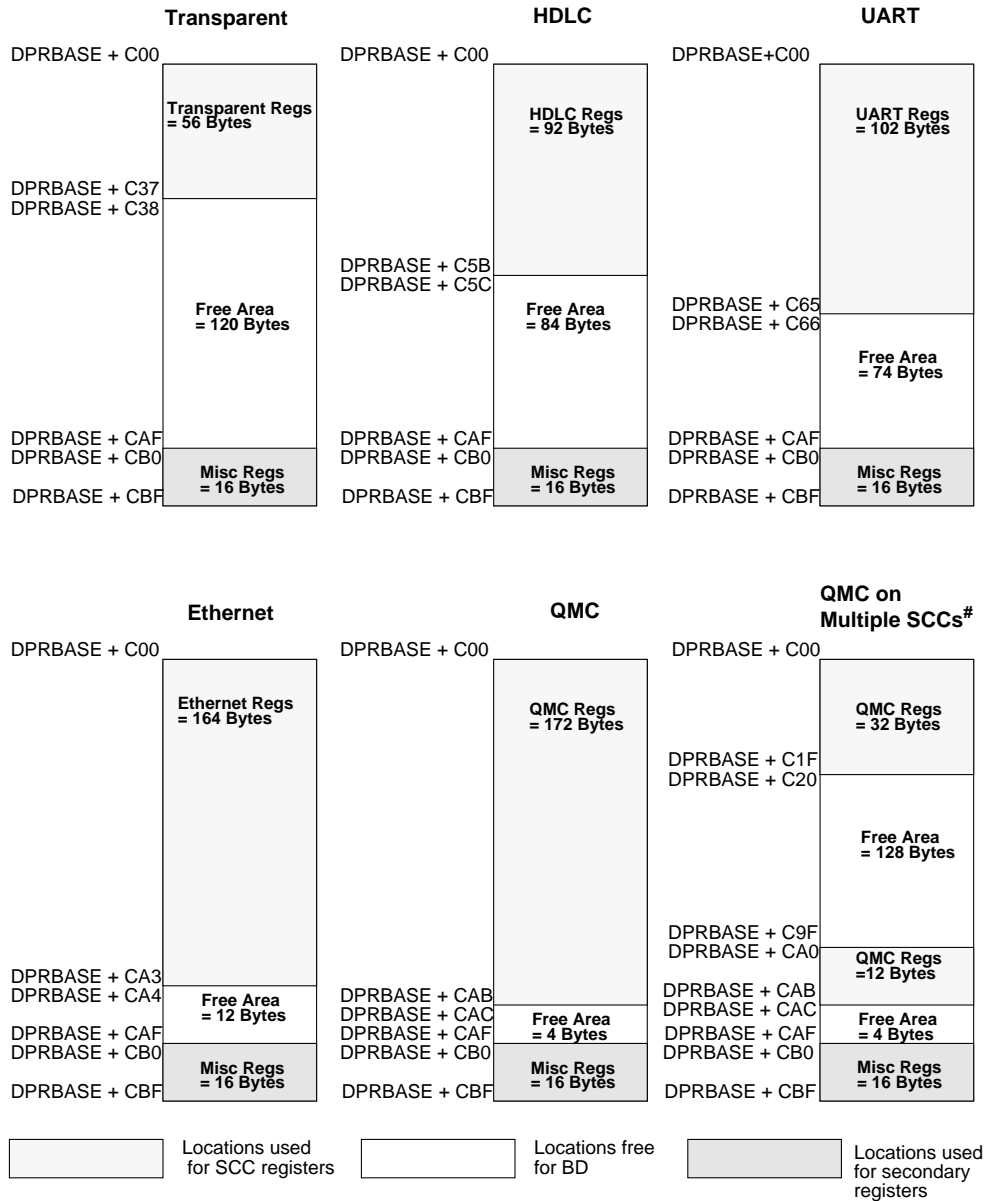 Transparent
DPRBASE + C00
Transparent Regs
= 56 Bytes
DPRBASE + C37
DPRBASE + C38
Free Area
= 120 Bytes
DPRBASE + CAF
DPRBASE + CB0
Misc Regs
= 16 Bytes
DPRBASE + CBF
HDLC
DPRBASE + C00
HDLC Regs
= 92 Bytes
DPRBASE + C5B
DPRBASE + C5C
Free Area
= 84 Bytes
DPRBASE + CAF
DPRBASE + CB0
Misc Regs
= 16 Bytes
DPRBASE + CBF
UART
DPRBASE+C00
UART Regs
= 102 Bytes
DPRBASE + C65
DPRBASE + C66
Free Area
= 74 Bytes
DPRBASE + CAF
DPRBASE + CB0
Misc Regs
= 16 Bytes
DPRBASE + CBF
Ethernet
DPRBASE + C00
Ethernet Regs
= 164 Bytes
DPRBASE + CA3
DPRBASE + CA4
Free Area
= 12 Bytes
DPRBASE + CAF
DPRBASE + CB0
Misc Regs
= 16 Bytes
DPRBASE + CBF
QMC
DPRBASE + C00
QMC Regs
= 172 Bytes
DPRBASE + CAB
DPRBASE + CAC
Free Area
= 4 Bytes
DPRBASE + CAF
DPRBASE + CB0
Misc Regs
= 16 Bytes
DPRBASE + CBF
QMC on
Multiple SCCs#
DPRBASE + C00
QMC Regs
= 32 Bytes
DPRBASE + C1F
DPRBASE + C20
Free Area
= 128 Bytes
DPRBASE + C9F
DPRBASE + CA0
QMC Regs
=12 Bytes
DPRBASE + CAB
DPRBASE + CAC
Free Area
= 4 Bytes
DPRBASE + CAF
DPRBASE + CB0
Misc Regs
= 16 Bytes
DPRBASE + CBF
Locations used
for SCC registers
Locations free
for BD
Locations used
for secondary
registers